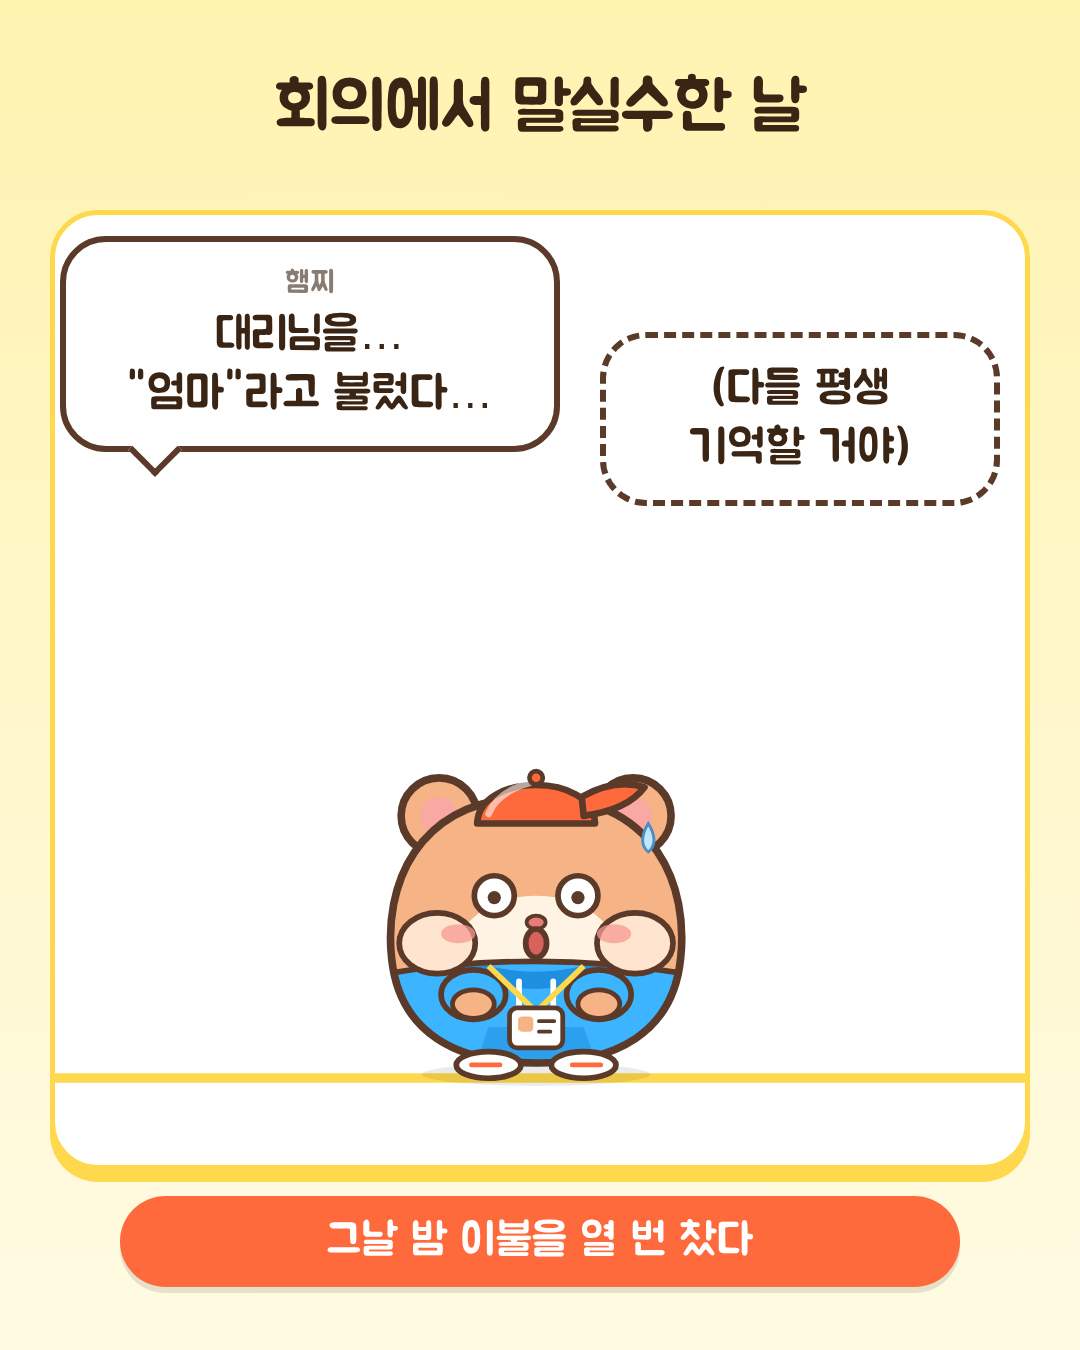 회의에서 말실수한 날
햄찌
대리님을...
"엄마"라고 불렀다...
(다들 평생
기억할 거야)
그날 밤 이불을 열 번 찼다